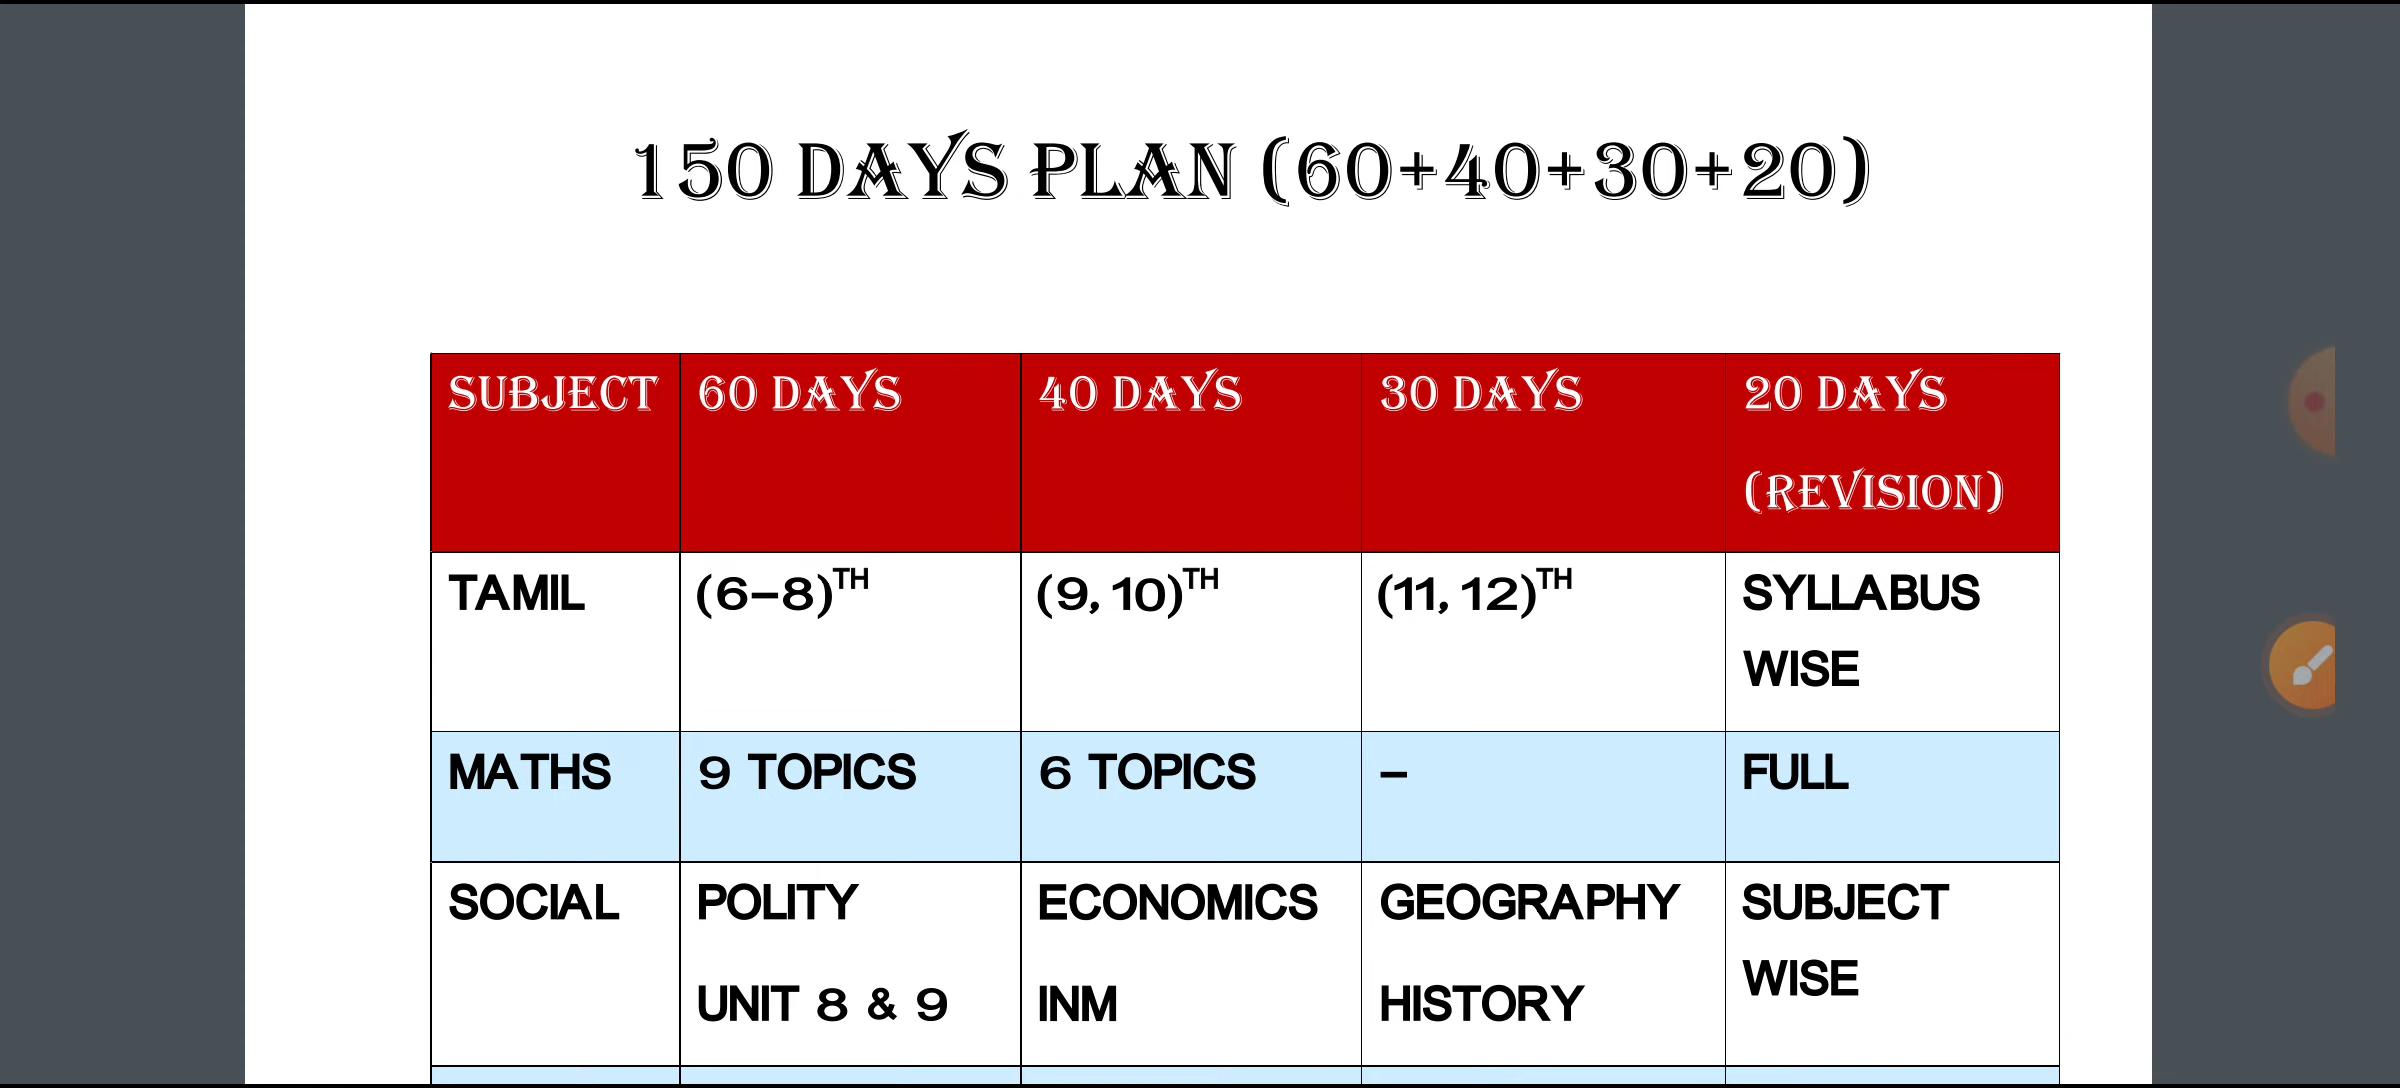 150 DAYS PLAN (60+40+30+20)
SUBJECT 60 DAYS 40 DAYS 30 DAYS 20 DAYS
(REVISION)
TAMIL (6–8)TH (9, 10)TH (11, 12)TH SYLLABUS
WISE
MATHS 9 TOPICS 6 TOPICS – FULL
SOCIAL POLITY ECONOMICS GEOGRAPHY SUBJECT
WISE
UNIT 8 & 9 INM HISTORY